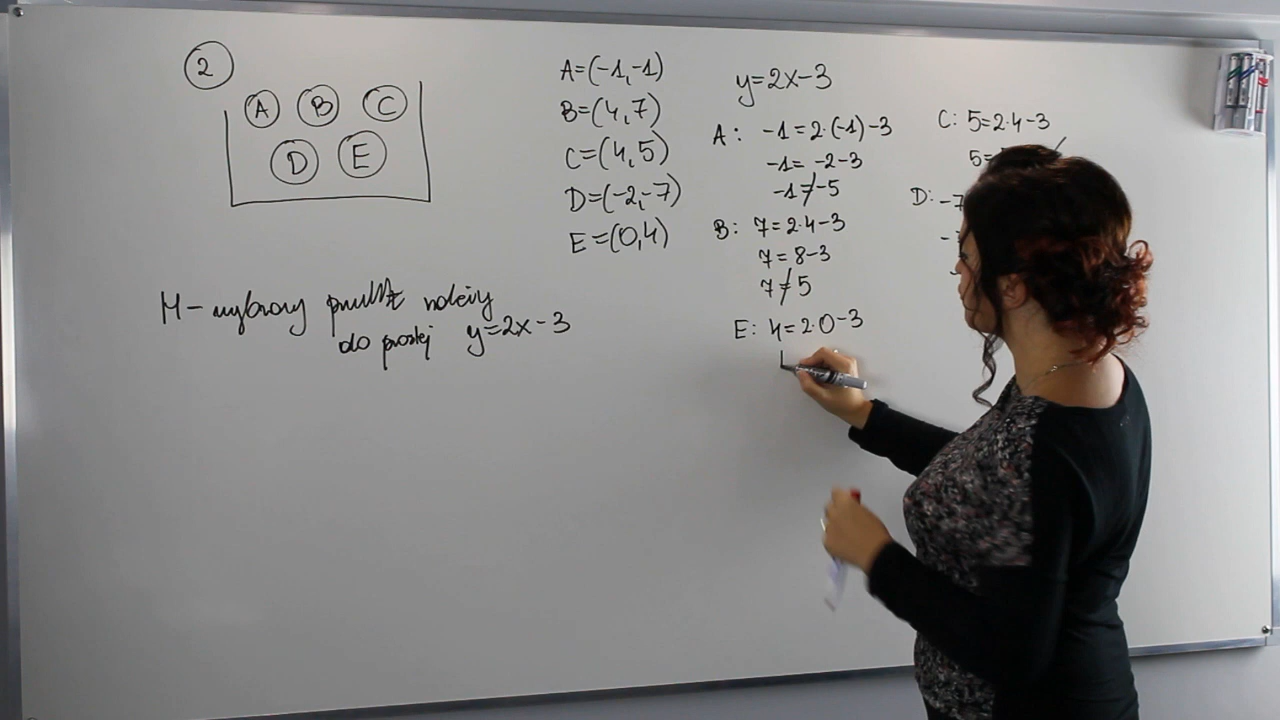 2
A B C
D E
A=(-1,-1)
B=(4,7)
C=(4,5)
D=(-2,-7)
E=(0,4)
M- wybrany punkt należy
do prostej y=2x-3
y=2x-3
A: -1=2·(-1)-3
-1= -2-3
-1≠-5
B: 7=2·4-3
7=8-3
7≠5
E: 4=2·0-3
C: 5=2·4-3
5=
D: -7